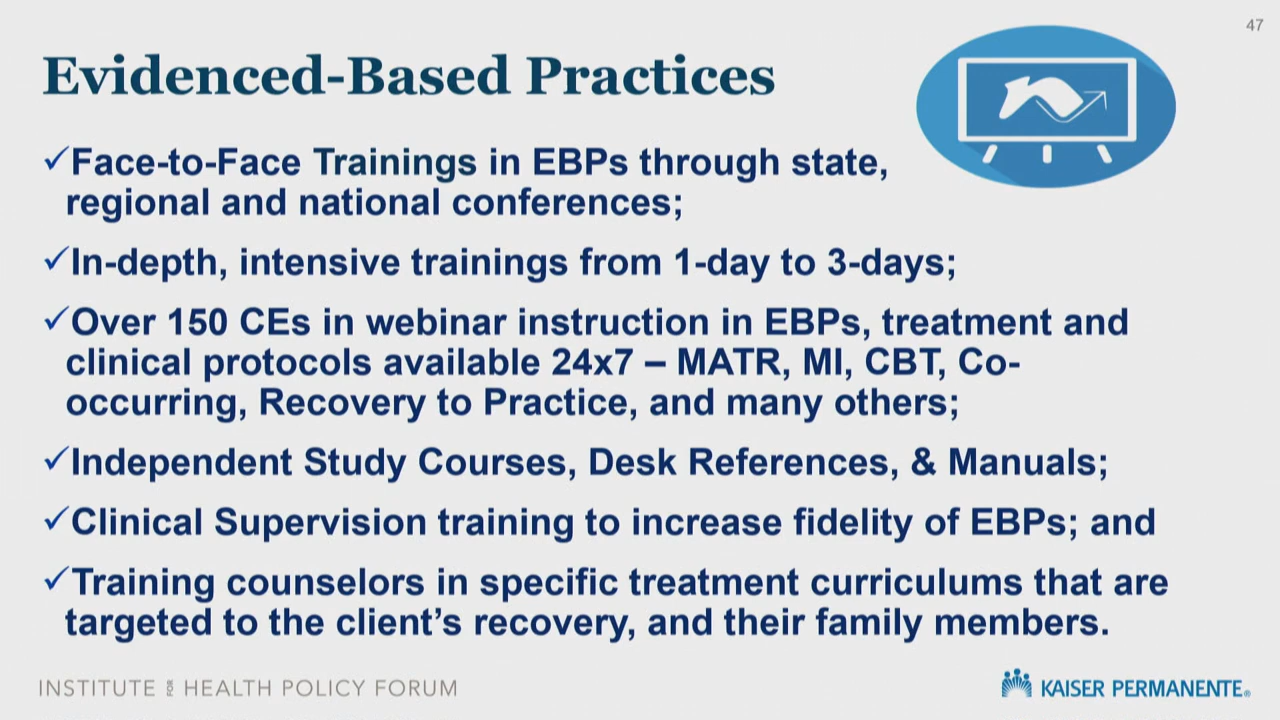 47
Evidenced-Based Practices
✓Face-to-Face Trainings in EBPs through state,
regional and national conferences;
✓In-depth, intensive trainings from 1-day to 3-days;
✓Over 150 CEs in webinar instruction in EBPs, treatment and
clinical protocols available 24x7 – MATR, MI, CBT, Co-
occurring, Recovery to Practice, and many others;
✓Independent Study Courses, Desk References, & Manuals;
✓Clinical Supervision training to increase fidelity of EBPs; and
✓Training counselors in specific treatment curriculums that are
targeted to the client’s recovery, and their family members.
INSTITUTE FOR HEALTH POLICY FORUM
KAISER PERMANENTE®